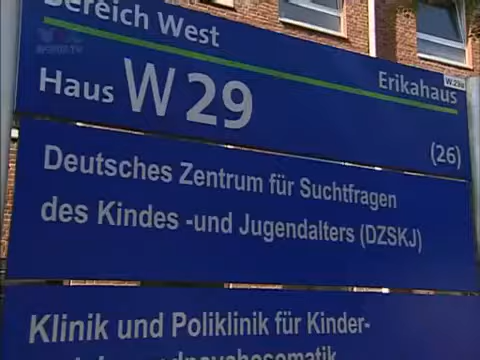 Bereich West
Erikahaus
W 29
Haus W 29
(26)
Deutsches Zentrum für Suchtfragen
des Kindes -und Jugendalters (DZSKJ)
Klinik und Poliklinik für Kinder-